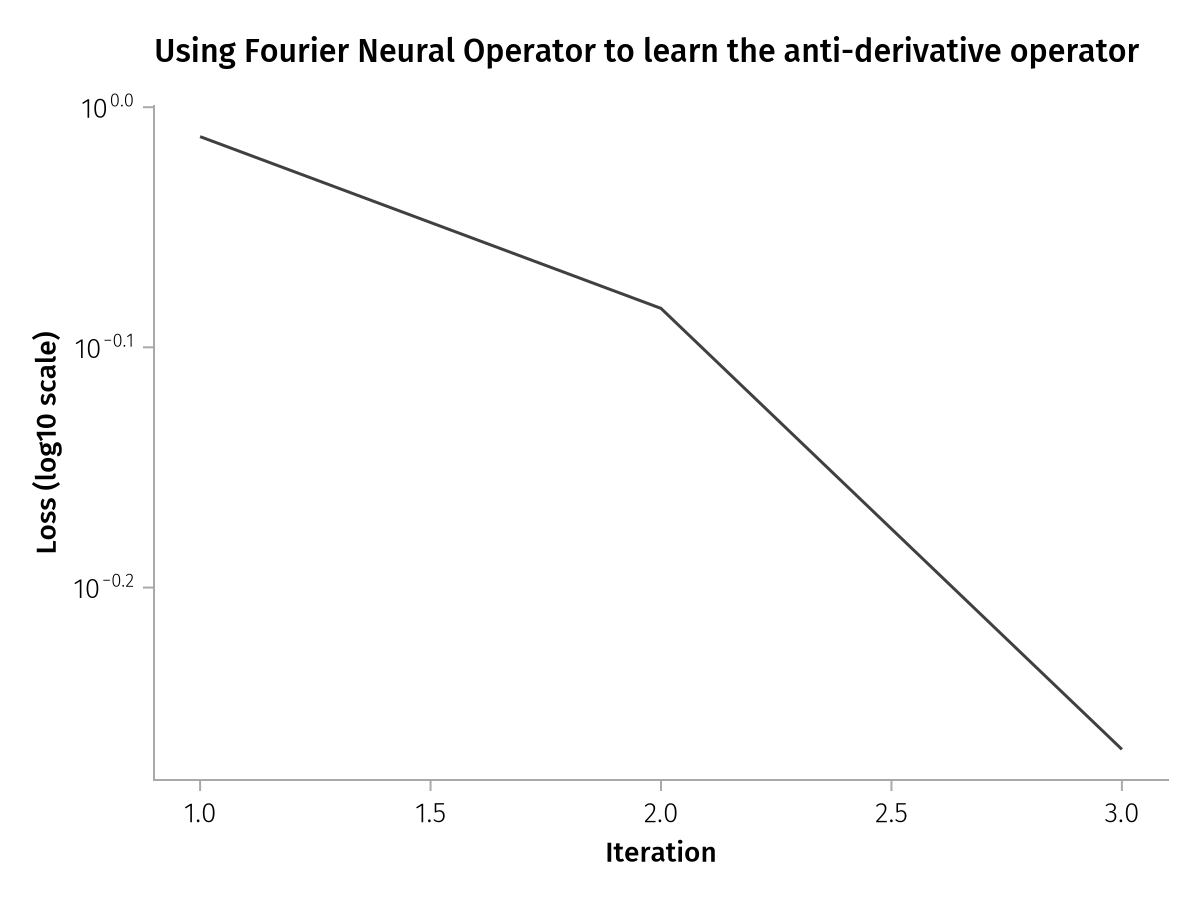 Using Fourier Neural Operator to learn the anti-derivative operator
10^0.0
10^−0.1
10^−0.2
Loss (log10 scale)
1.0 1.5 2.0 2.5 3.0
Iteration